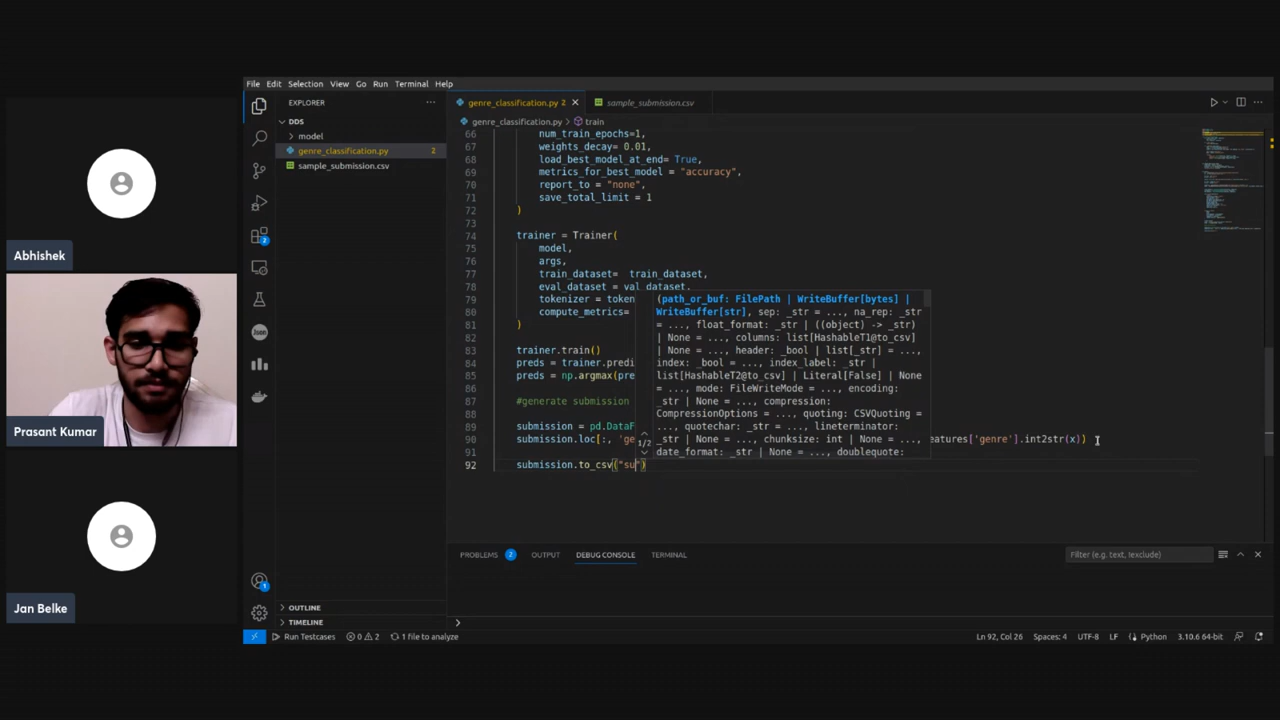 File Edit Selection View Go Run Terminal Help
EXPLORER
DDS
model
genre_classification.py 2
sample_submission.csv
OUTLINE
TIMELINE
genre_classification.py 2
sample_submission.csv
genre_classification.py > train
66 num_train_epochs=1,
67 weights_decay= 0.01,
68 load_best_model_at_end= True,
69 metrics_for_best_model = "accuracy",
70 report_to = "none",
71 save_total_limit = 1
72 )
73
74 trainer = Trainer(
75 model,
76 args,
77 train_dataset= train_dataset,
78 eval_dataset = val_dataset,
79 tokenizer = token
80 compute_metrics=
81 )
82
83 trainer.train()
84 preds = trainer.predi
85 preds = np.argmax(pre
86
87 #generate submission
88
89 submission = pd.DataF
90 submission.loc[:, 'ge eatures['genre'].int2str(x))
91
92 submission.to_csv("su")
(path_or_buf: FilePath | WriteBuffer[bytes] |
WriteBuffer[str], sep: _str = ..., na_rep: _str
= ..., float_format: _str | ((object) -> _str)
| None = ..., columns: list[HashableT1@to_csv]
| None = ..., header: _bool | list[_str] = ...,
index: _bool = ..., index_label: _str |
list[HashableT2@to_csv] | Literal[False] | None
= ..., mode: FileWriteMode = ..., encoding:
_str | None = ..., compression:
CompressionOptions = ..., quoting: CSVQuoting =
..., quotechar: _str = ..., lineterminator:
_str | None = ..., chunksize: int | None = ...,
date_format: _str | None = ..., doublequote:
1/2
PROBLEMS 2 OUTPUT DEBUG CONSOLE TERMINAL
Filter (e.g. text, !exclude)
Run Testcases 0 2 1 file to analyze
Ln 92, Col 26 Spaces: 4 UTF-8 LF Python 3.10.6 64-bit
Json
2
1
Abhishek
Prasant Kumar
Jan Belke